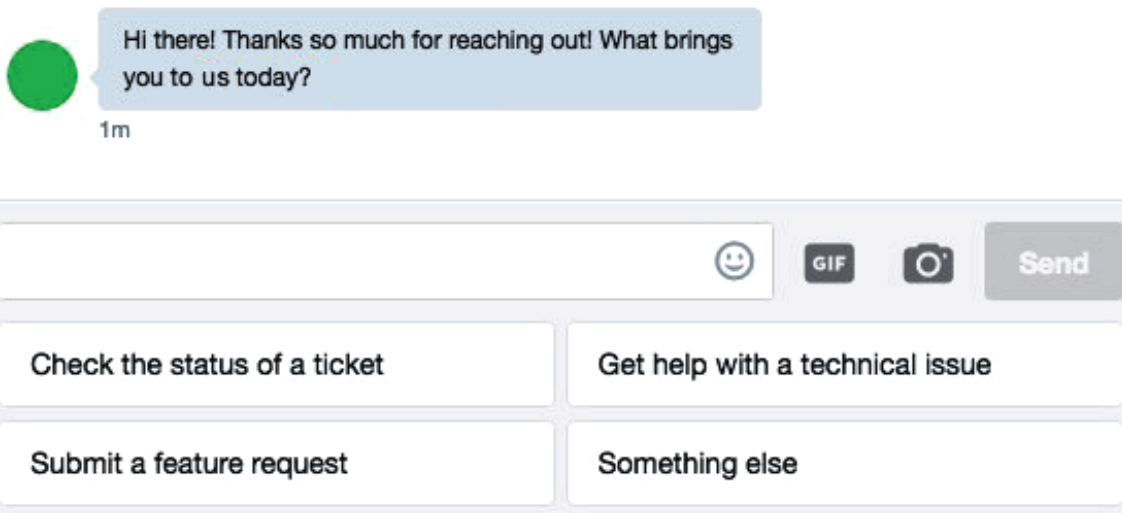 Hi there! Thanks so much for reaching out! What brings
you to us today?
1m
GIF
Send
Check the status of a ticket
Get help with a technical issue
Submit a feature request
Something else